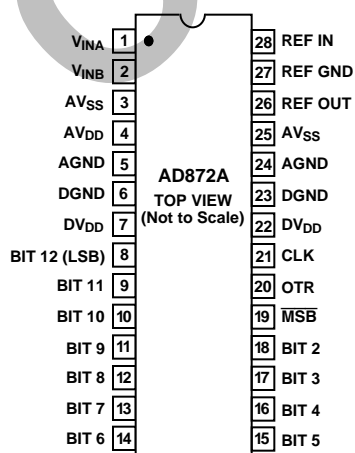 VINA 1 28 REF IN
VINB 2 27 REF GND
AVSS 3 26 REF OUT
AVDD 4 25 AVSS
AGND 5 24 AGND
DGND 6 23 DGND
DVDD 7 22 DVDD
AD872A
TOP VIEW
(Not to Scale)
BIT 12 (LSB) 8 21 CLK
BIT 11 9 20 OTR
BIT 10 10 19 M̅S̅B̅
BIT 9 11 18 BIT 2
BIT 8 12 17 BIT 3
BIT 7 13 16 BIT 4
BIT 6 14 15 BIT 5